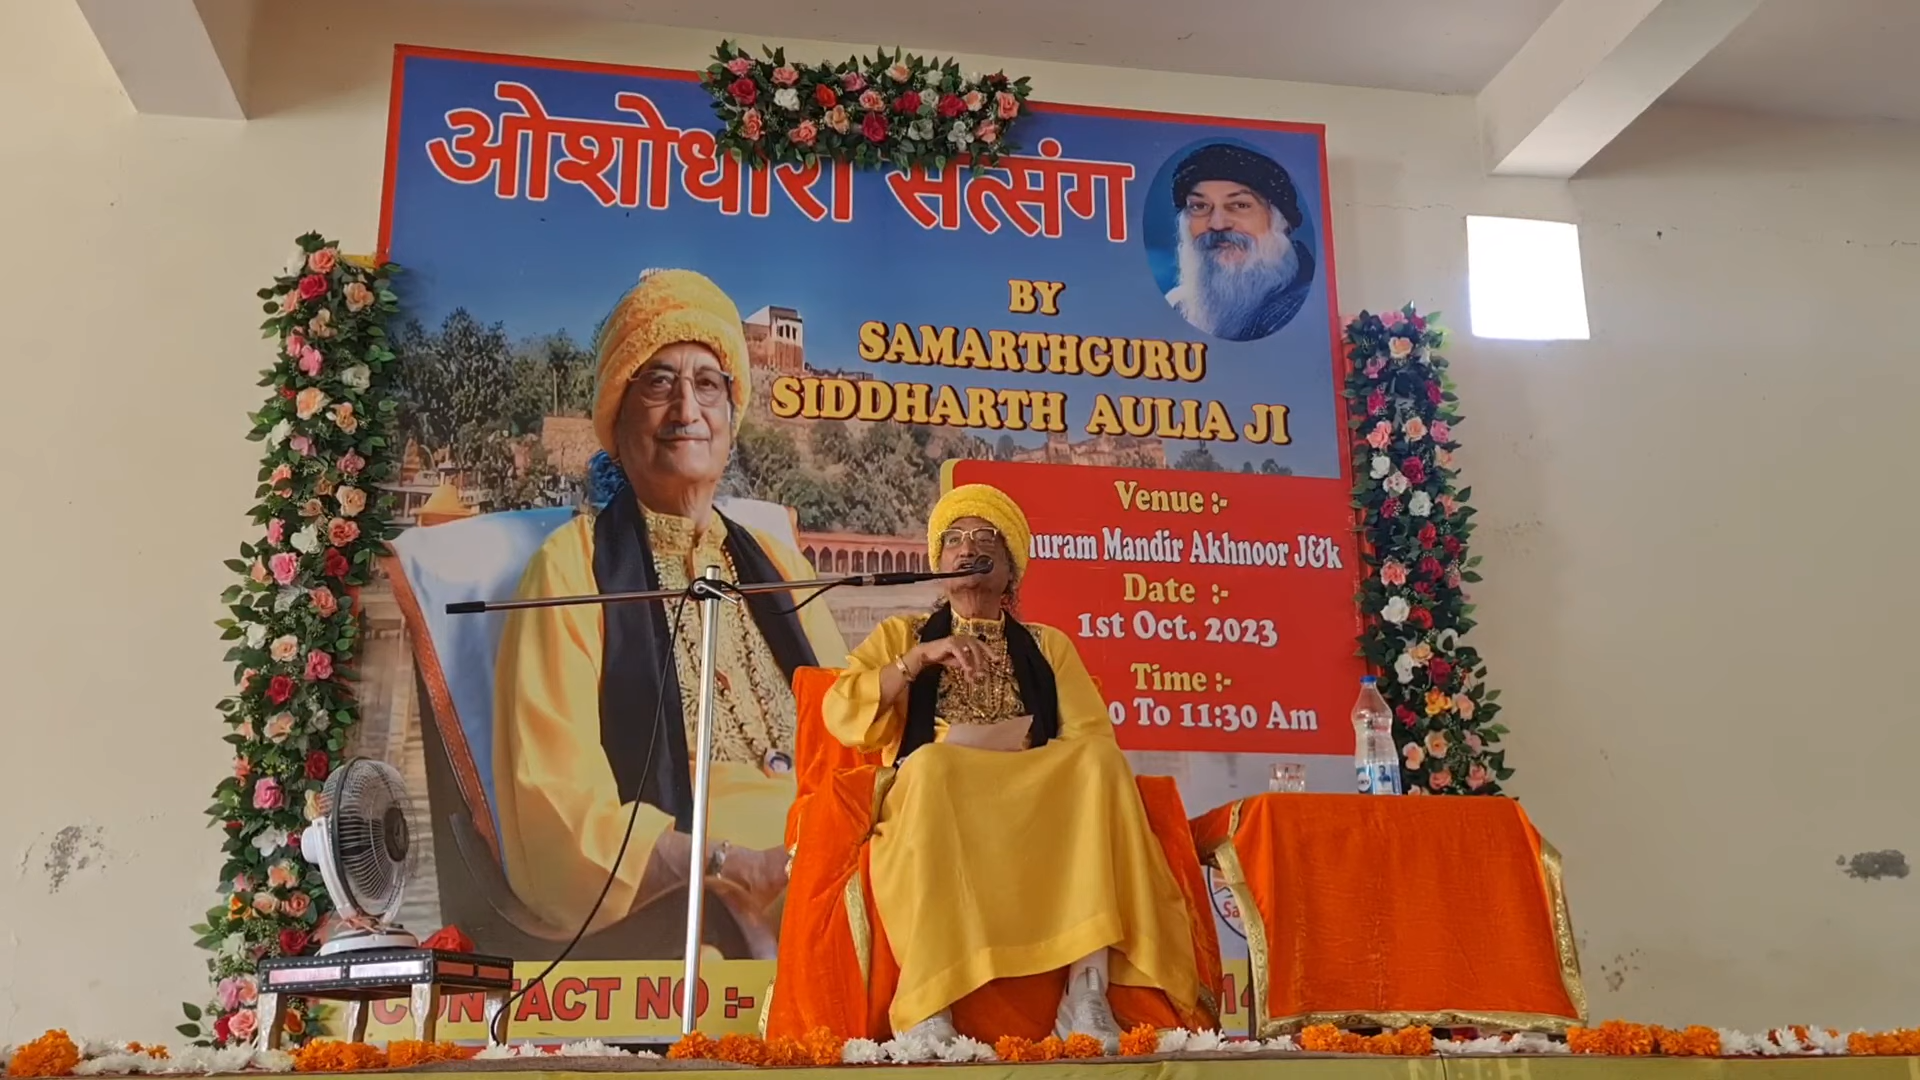 ओशोधारा सत्संग
BY
SAMARTHGURU
SIDDHARTH AULIA JI
Venue :-
Mandir Akhnoor J&k
Date :-
1st Oct. 2023
Time :-
To 11:30 Am
CONTACT NO :-